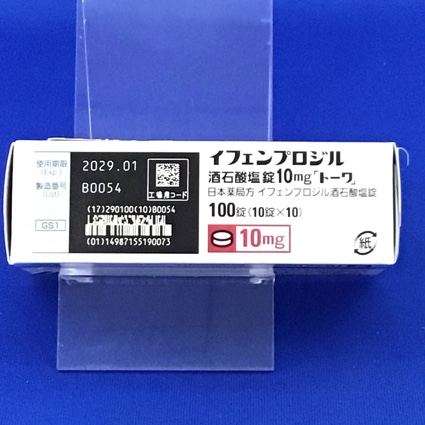 使用期限
(Exp.)
2029.01
製造番号
(Lot)
B0054
工場用コード
(17)290100(10)B0054
GS1
(01)14987155190073
イフェンプロジル
酒石酸塩錠10mg「トーワ」
日本薬局方 イフェンプロジル酒石酸塩錠
100錠(10錠×10)
10mg
紙